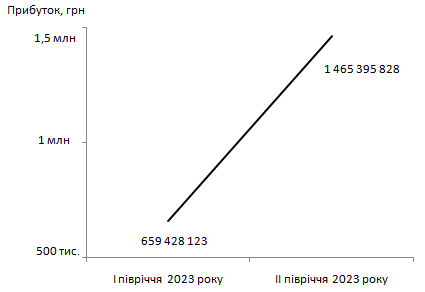 Прибуток, грн
1,5 млн
1 465 395 828
1 млн
659 428 123
500 тис.
І півріччя 2023 року
ІІ півріччя 2023 року